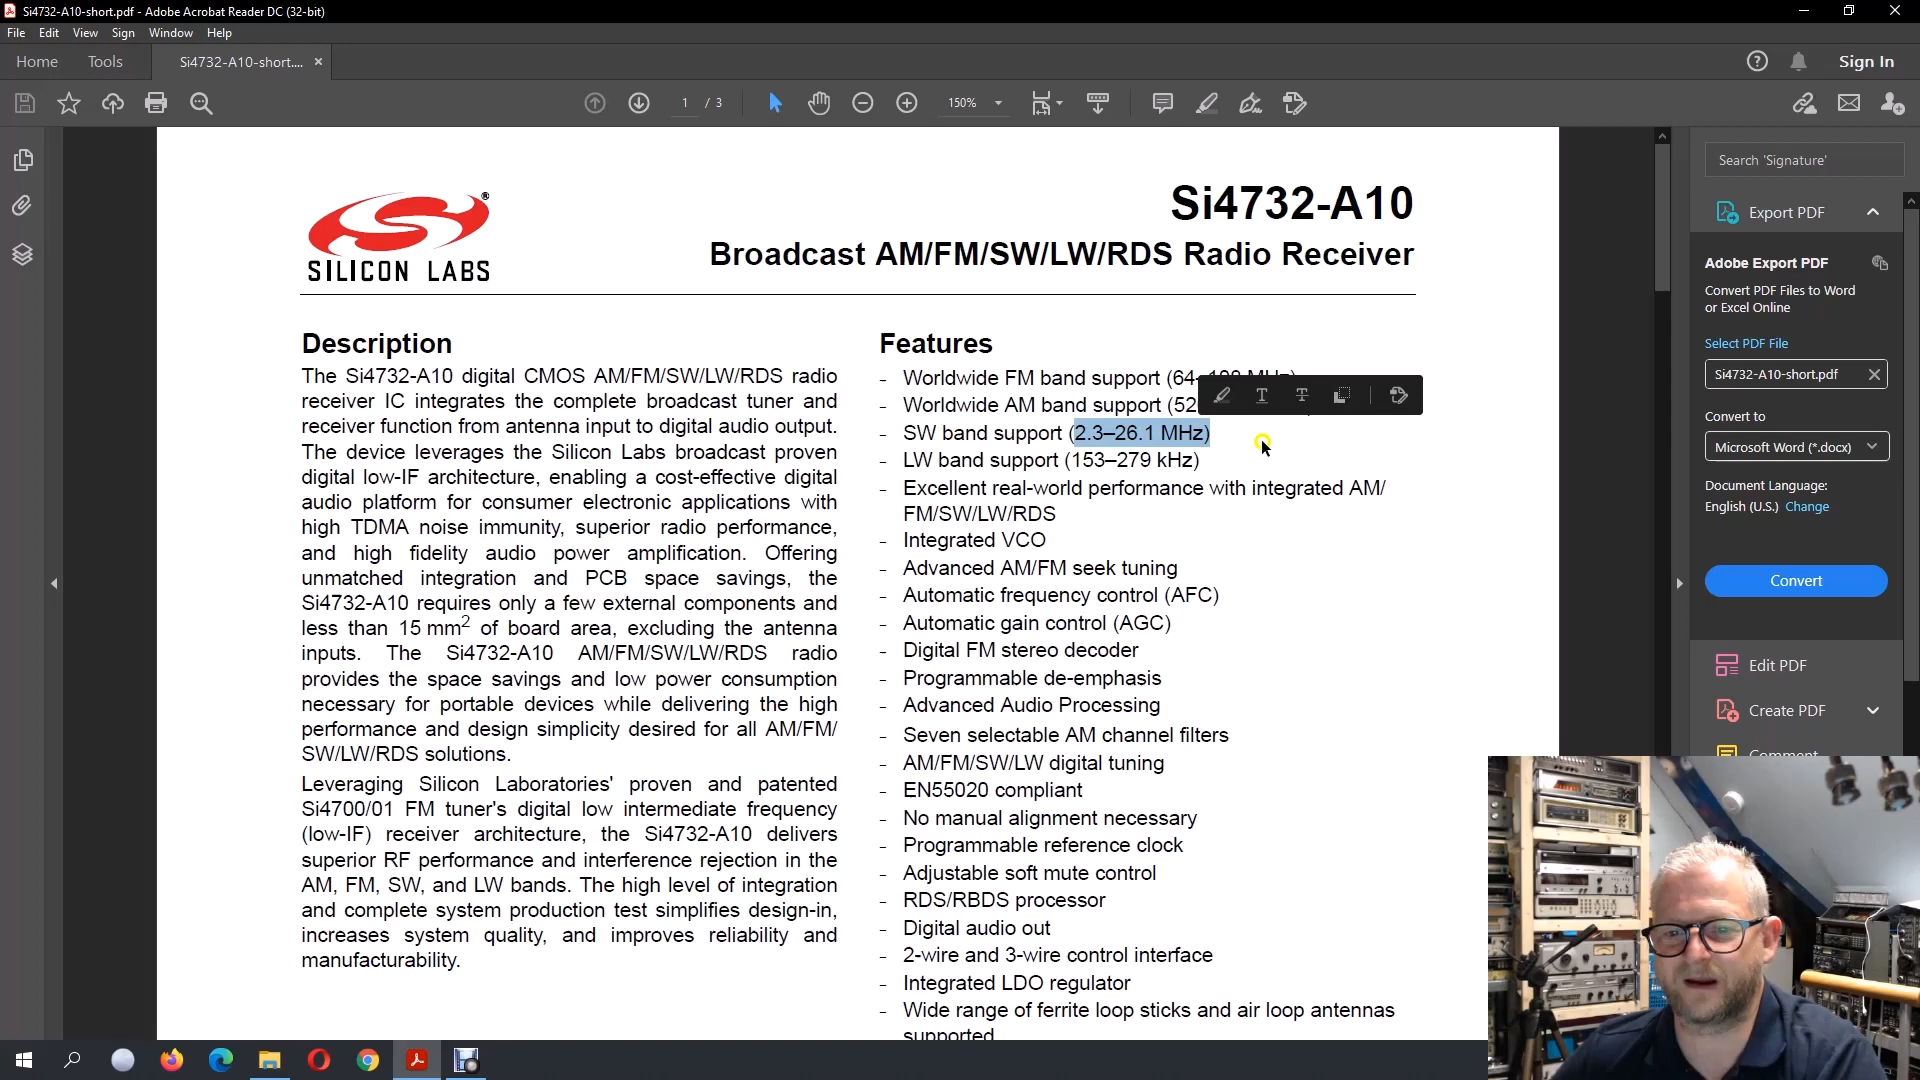 Si4732-A10-short.pdf - Adobe Acrobat Reader DC (32-bit)
File Edit View Sign Window Help
Home Tools Si4732-A10-short....
Sign In
1 / 3 150%
SILICON LABS ®
Si4732-A10
Broadcast AM/FM/SW/LW/RDS Radio Receiver
Description
The Si4732-A10 digital CMOS AM/FM/SW/LW/RDS radio
receiver IC integrates the complete broadcast tuner and
receiver function from antenna input to digital audio output.
The device leverages the Silicon Labs broadcast proven
digital low-IF architecture, enabling a cost-effective digital
audio platform for consumer electronic applications with
high TDMA noise immunity, superior radio performance,
and high fidelity audio power amplification. Offering
unmatched integration and PCB space savings, the
Si4732-A10 requires only a few external components and
less than 15 mm2 of board area, excluding the antenna
inputs. The Si4732-A10 AM/FM/SW/LW/RDS radio
provides the space savings and low power consumption
necessary for portable devices while delivering the high
performance and design simplicity desired for all AM/FM/
SW/LW/RDS solutions.
Leveraging Silicon Laboratories' proven and patented
Si4700/01 FM tuner's digital low intermediate frequency
(low-IF) receiver architecture, the Si4732-A10 delivers
superior RF performance and interference rejection in the
AM, FM, SW, and LW bands. The high level of integration
and complete system production test simplifies design-in,
increases system quality, and improves reliability and
manufacturability.
Features
- Worldwide FM band support (64
- Worldwide AM band support (52
- SW band support (2.3–26.1 MHz)
- LW band support (153–279 kHz)
- Excellent real-world performance with integrated AM/
FM/SW/LW/RDS
- Integrated VCO
- Advanced AM/FM seek tuning
- Automatic frequency control (AFC)
- Automatic gain control (AGC)
- Digital FM stereo decoder
- Programmable de-emphasis
- Advanced Audio Processing
- Seven selectable AM channel filters
- AM/FM/SW/LW digital tuning
- EN55020 compliant
- No manual alignment necessary
- Programmable reference clock
- Adjustable soft mute control
- RDS/RBDS processor
- Digital audio out
- 2-wire and 3-wire control interface
- Integrated LDO regulator
- Wide range of ferrite loop sticks and air loop antennas
supported
Search 'Signature'
Export PDF
Adobe Export PDF
Convert PDF Files to Word
or Excel Online
Select PDF File
Si4732-A10-short.pdf
Convert to
Microsoft Word (*.docx)
Document Language:
English (U.S.) Change
Convert
Edit PDF
Create PDF
Comment